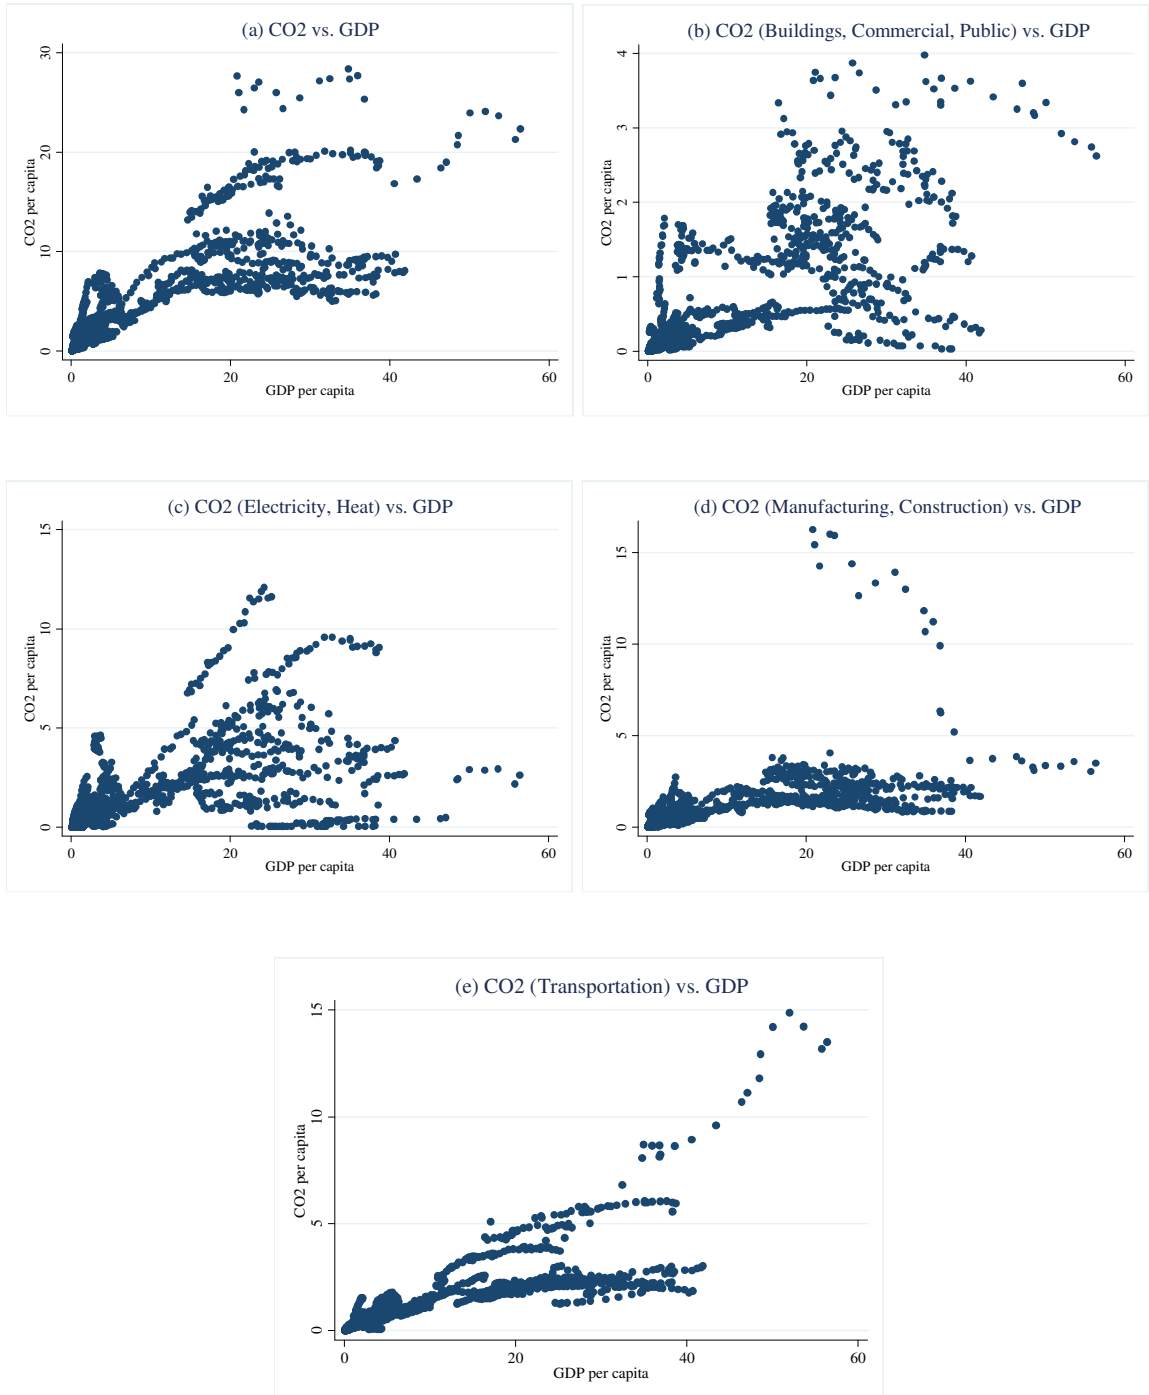 (a) CO2 vs. GDP
CO2 per capita
30
20
10
0
0 20 40 60
GDP per capita
(b) CO2 (Buildings, Commercial, Public) vs. GDP
CO2 per capita
4
3
2
1
0
0 20 40 60
GDP per capita
(c) CO2 (Electricity, Heat) vs. GDP
CO2 per capita
15
10
5
0
0 20 40 60
GDP per capita
(d) CO2 (Manufacturing, Construction) vs. GDP
CO2 per capita
15
10
5
0
0 20 40 60
GDP per capita
(e) CO2 (Transportation) vs. GDP
CO2 per capita
15
10
5
0
0 20 40 60
GDP per capita